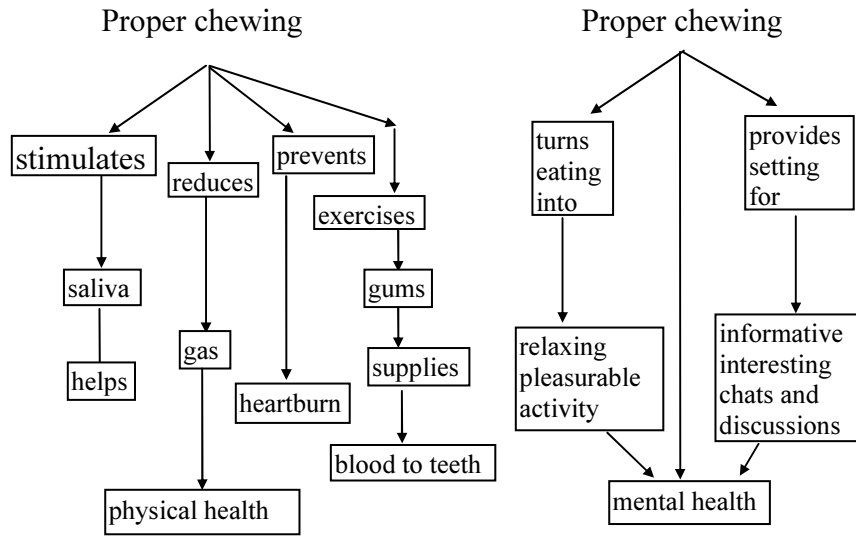 Proper chewing
stimulates
reduces
prevents
exercises
saliva
gums
gas
supplies
helps
heartburn
blood to teeth
physical health
Proper chewing
turns
eating
into
provides
setting
for
relaxing
pleasurable
activity
informative
interesting
chats and
discussions
mental health